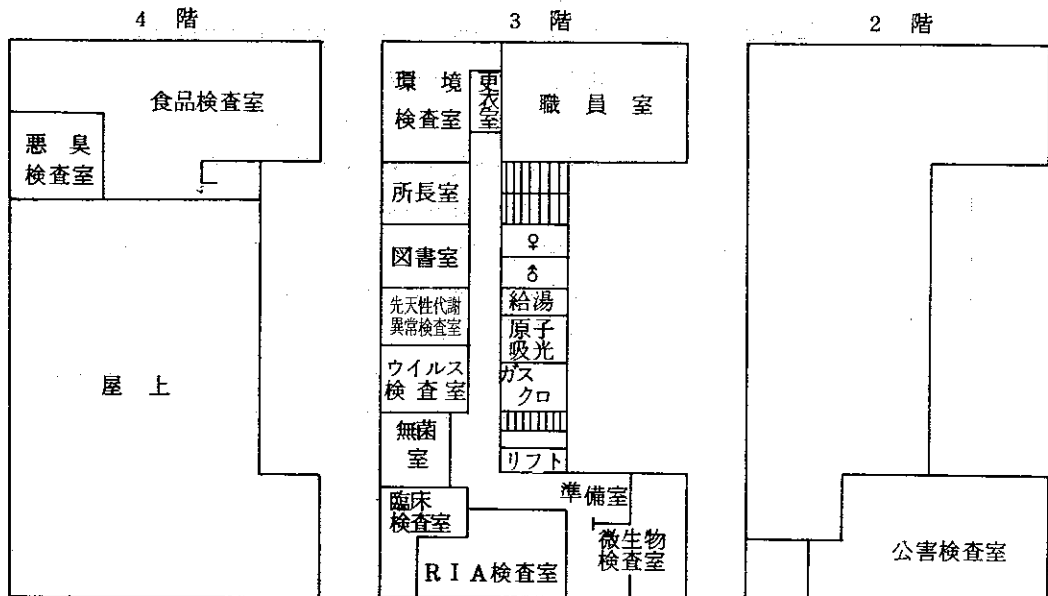 4 階
食品検査室
悪 臭
検査室
屋 上
3 階
環 境
検査室
更衣室
職 員 室
所長室
図書室
♀
♂
先天性代謝
異常検査室
給湯
原子
吸光
ウイルス
検 査 室
ガス
クロ
無菌
室
リフト
臨床
検査室
準備室
微生物
検査室
RIA検査室
2 階
公害検査室